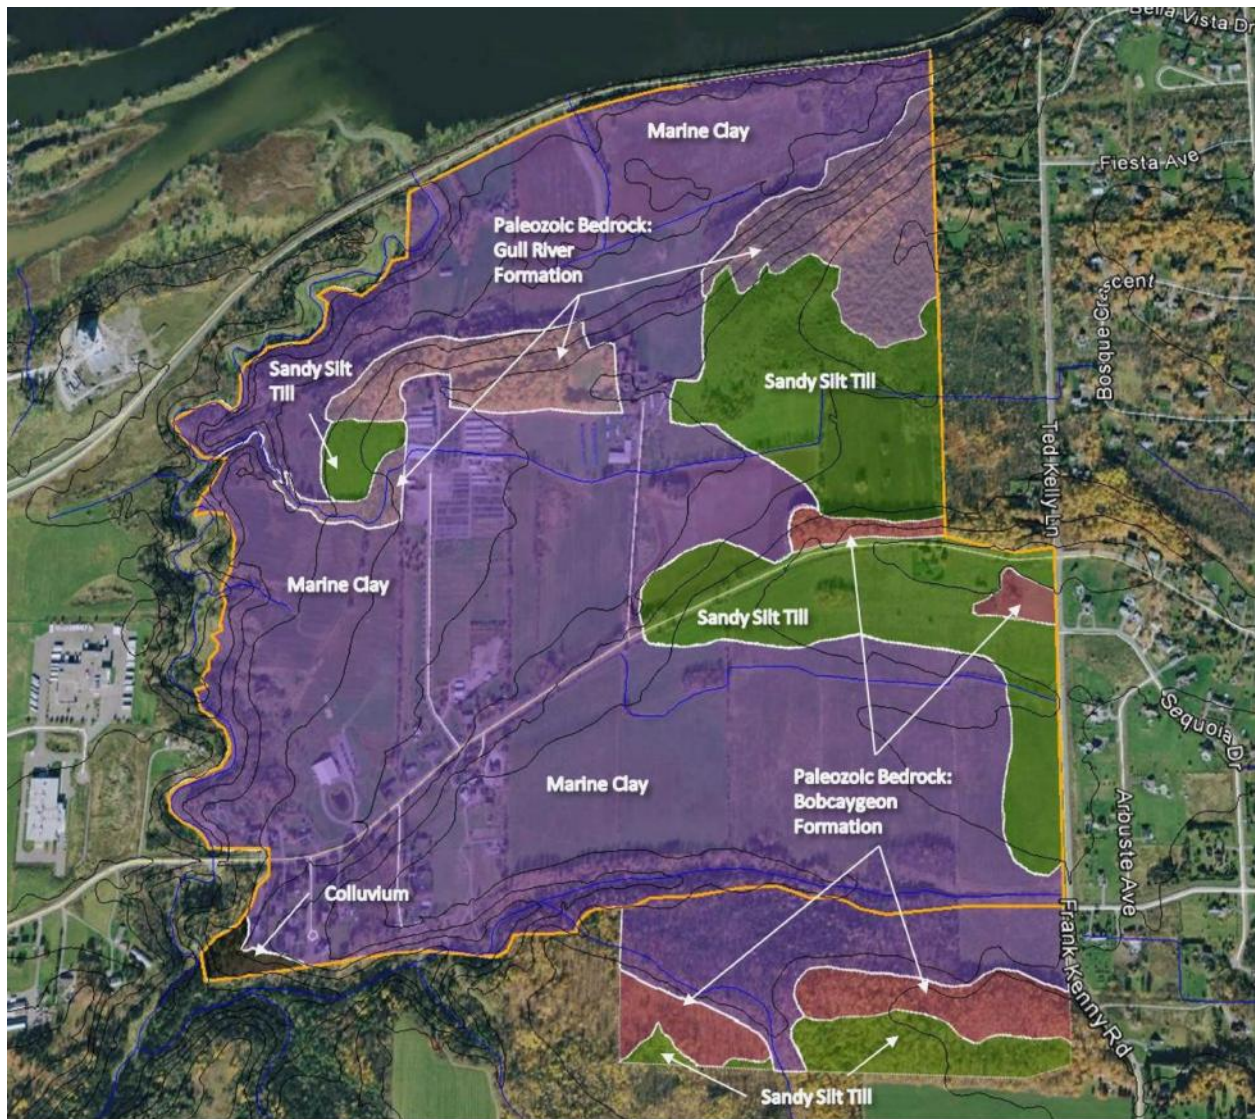 Bella Vista Dr
Marine Clay
Fiesta Ave
Paleozoic Bedrock:
Gull River
Formation
Bosque Crescent
Sandy Silt
Till
Sandy Silt Till
Ted Kelly Ln
Marine Clay
Sandy Silt Till
Sequoia Dr
Marine Clay
Paleozoic Bedrock:
Bobcaygeon
Formation
Arbuste Ave
Colluvium
Frank Kenny Rd
Sandy Silt Till